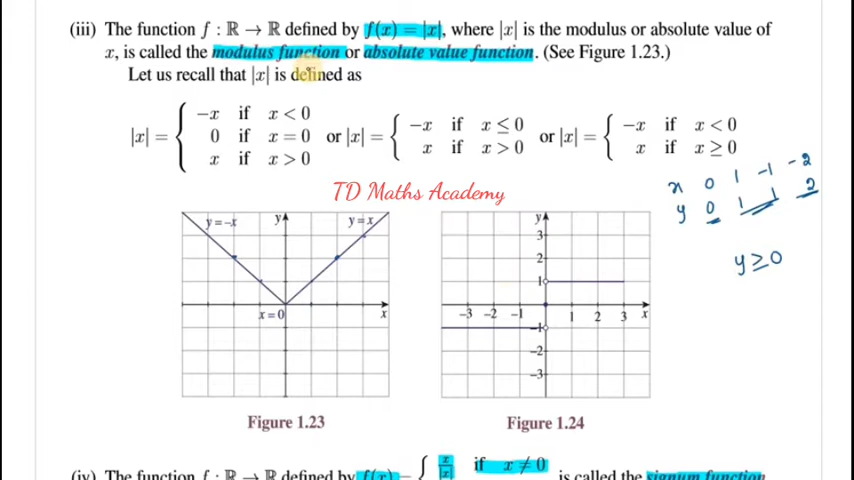 (iii) The function f : ℝ → ℝ defined by f(x) = |x|, where |x| is the modulus or absolute value of
x, is called the modulus function or absolute value function. (See Figure 1.23.)
Let us recall that |x| is defined as
|x| = { −x if x < 0
0 if x = 0
x if x > 0
or |x| = { −x if x ≤ 0
x if x > 0
or |x| = { −x if x < 0
x if x ≥ 0
x 0 1 -1 -2
y 0 1 1 2
y ≥ 0
TD Maths Academy
y = −x
y
y = x
x = 0
x
y
3
2
1
−3 −2 −1
1 2 3 x
−1
−2
−3
Figure 1.23
Figure 1.24
(iv) The function f : ℝ → ℝ defined by f(x) = { x/|x| if x ≠ 0
is called the signum function